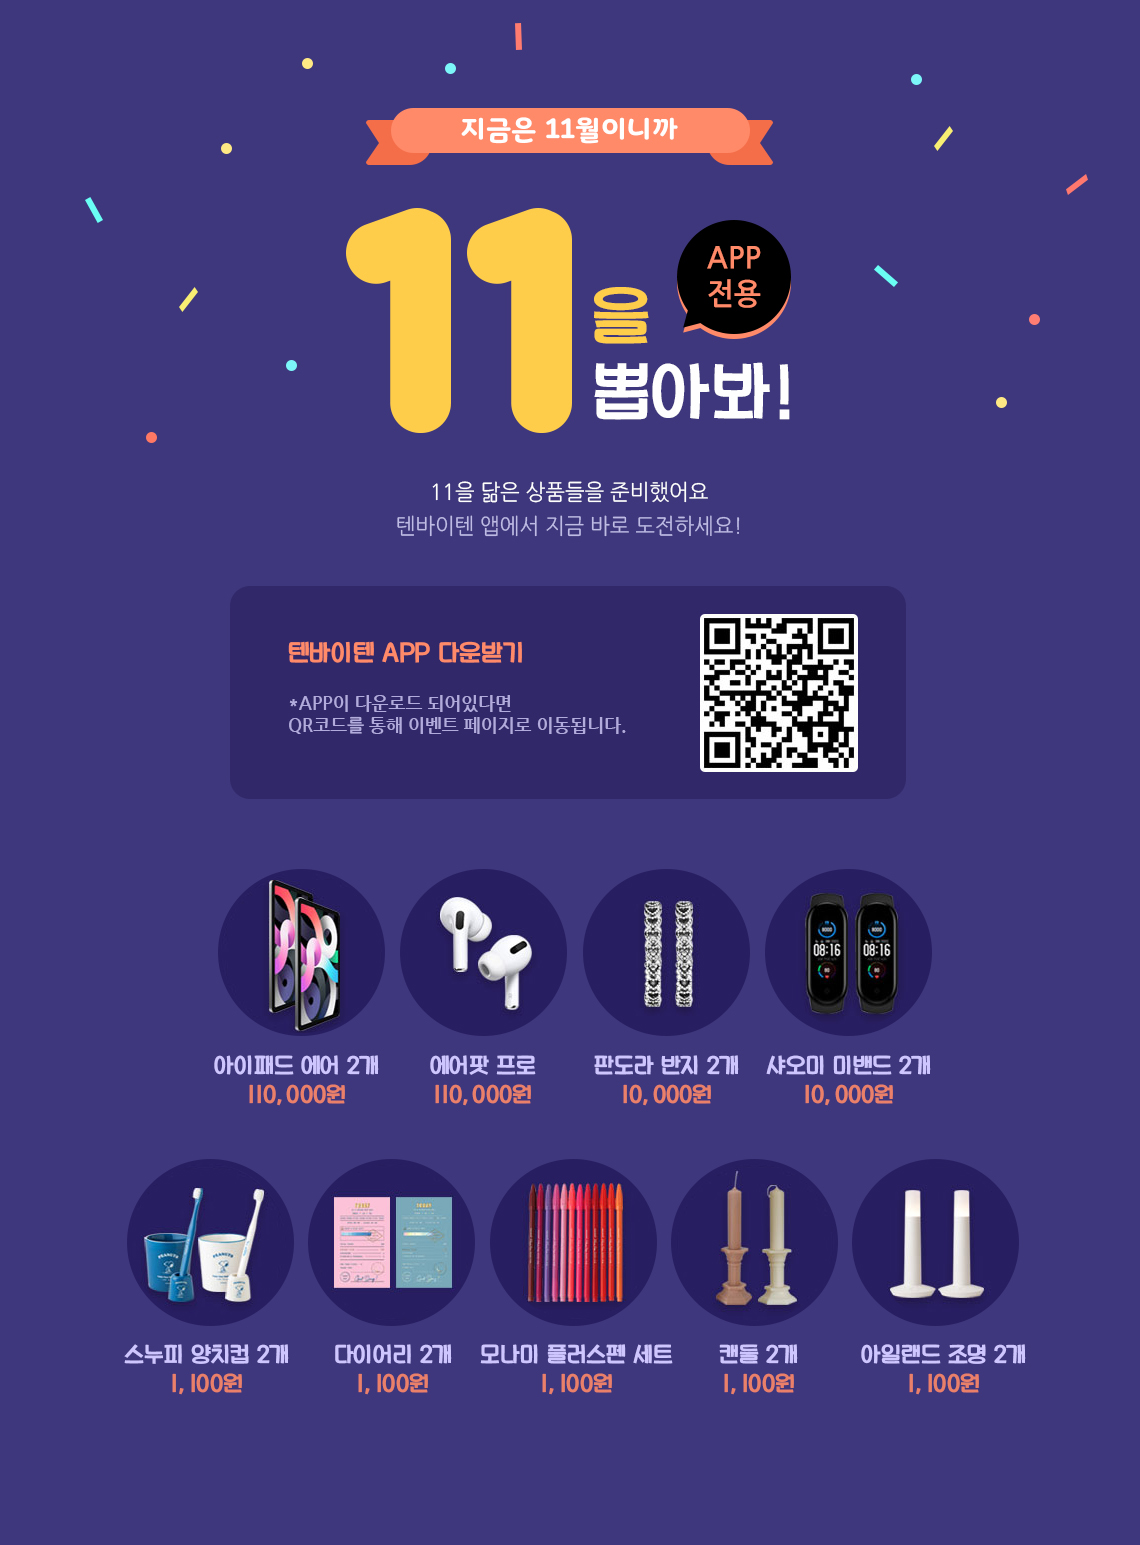 지금은 11월이니까
11을
뽑아봐!
APP
전용
11을 닮은 상품들을 준비했어요
텐바이텐 앱에서 지금 바로 도전하세요!
텐바이텐 APP 다운받기
*APP이 다운로드 되어있다면
QR코드를 통해 이벤트 페이지로 이동됩니다.
08:16 08:16
아이패드 에어 2개 에어팟 프로 판도라 반지 2개 샤오미 미밴드 2개
110,000원 110,000원 10,000원 10,000원
PEANUTS PEANUTS
스누피 양치컵 2개 다이어리 2개 모나미 플러스펜 세트 캔들 2개 아일랜드 조명 2개
1,100원 1,100원 1,100원 1,100원 1,100원